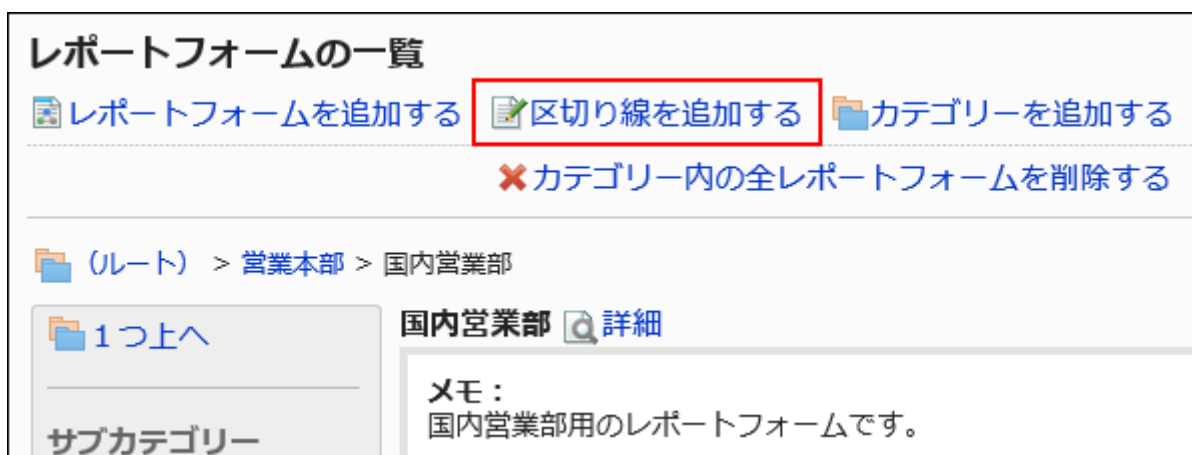 レポートフォームの一覧
レポートフォームを追加する 区切り線を追加する カテゴリーを追加する
カテゴリー内の全レポートフォームを削除する
（ルート） > 営業本部 > 国内営業部
1つ上へ
国内営業部 詳細
メモ：
国内営業部用のレポートフォームです。
サブカテゴリー